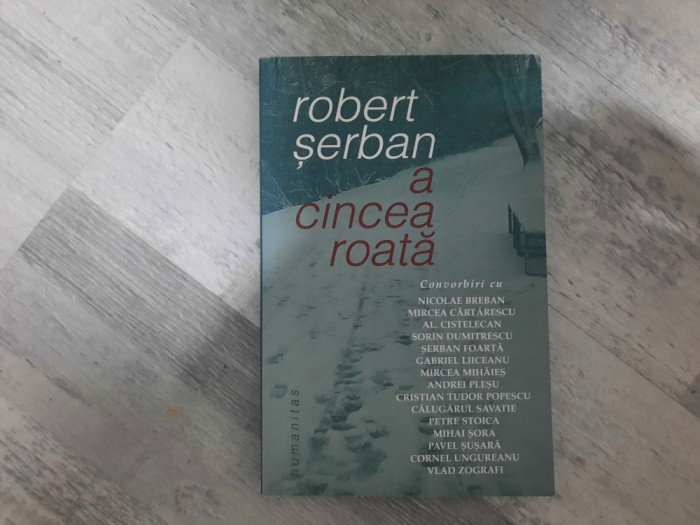 robert
șerban
a
cincea
roată
Convorbiri cu
NICOLAE BREBAN
MIRCEA CĂRTĂRESCU
AL. CISTELECAN
SORIN DUMITRESCU
ȘERBAN FOARȚĂ
GABRIEL LIICEANU
MIRCEA MIHĂIEȘ
ANDREI PLEȘU
CRISTIAN TUDOR POPESCU
CĂLUGĂRUL SAVATIE
PETRE STOICA
MIHAI ȘORA
PAVEL ȘUȘARĂ
CORNEL UNGUREANU
VLAD ZOGRAFI
humanitas